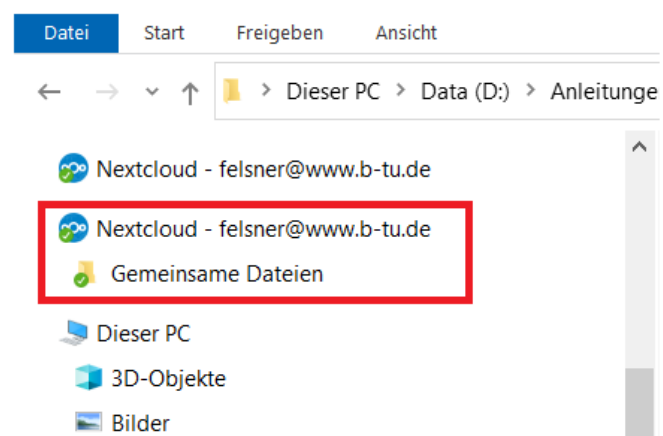 Datei Start Freigeben Ansicht
Dieser PC > Data (D:) > Anleitunge
Nextcloud - felsner@www.b-tu.de
Nextcloud - felsner@www.b-tu.de
Gemeinsame Dateien
Dieser PC
3D-Objekte
Bilder